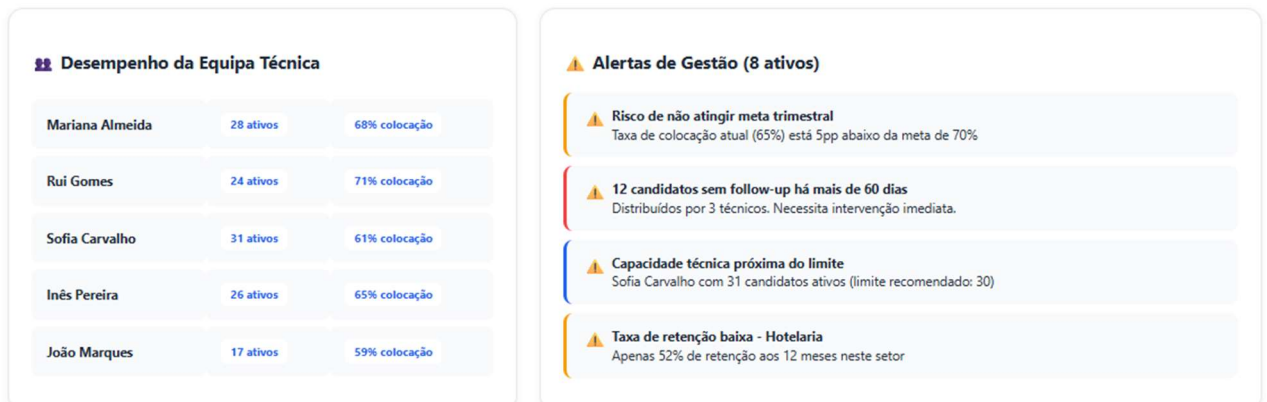 Desempenho da Equipa Técnica
Mariana Almeida 28 ativos 68% colocação
Rui Gomes 24 ativos 71% colocação
Sofia Carvalho 31 ativos 61% colocação
Inês Pereira 26 ativos 65% colocação
João Marques 17 ativos 59% colocação
Alertas de Gestão (8 ativos)
Risco de não atingir meta trimestral
Taxa de colocação atual (65%) está 5pp abaixo da meta de 70%
12 candidatos sem follow-up há mais de 60 dias
Distribuídos por 3 técnicos. Necessita intervenção imediata.
Capacidade técnica próxima do limite
Sofia Carvalho com 31 candidatos ativos (limite recomendado: 30)
Taxa de retenção baixa - Hotelaria
Apenas 52% de retenção aos 12 meses neste setor